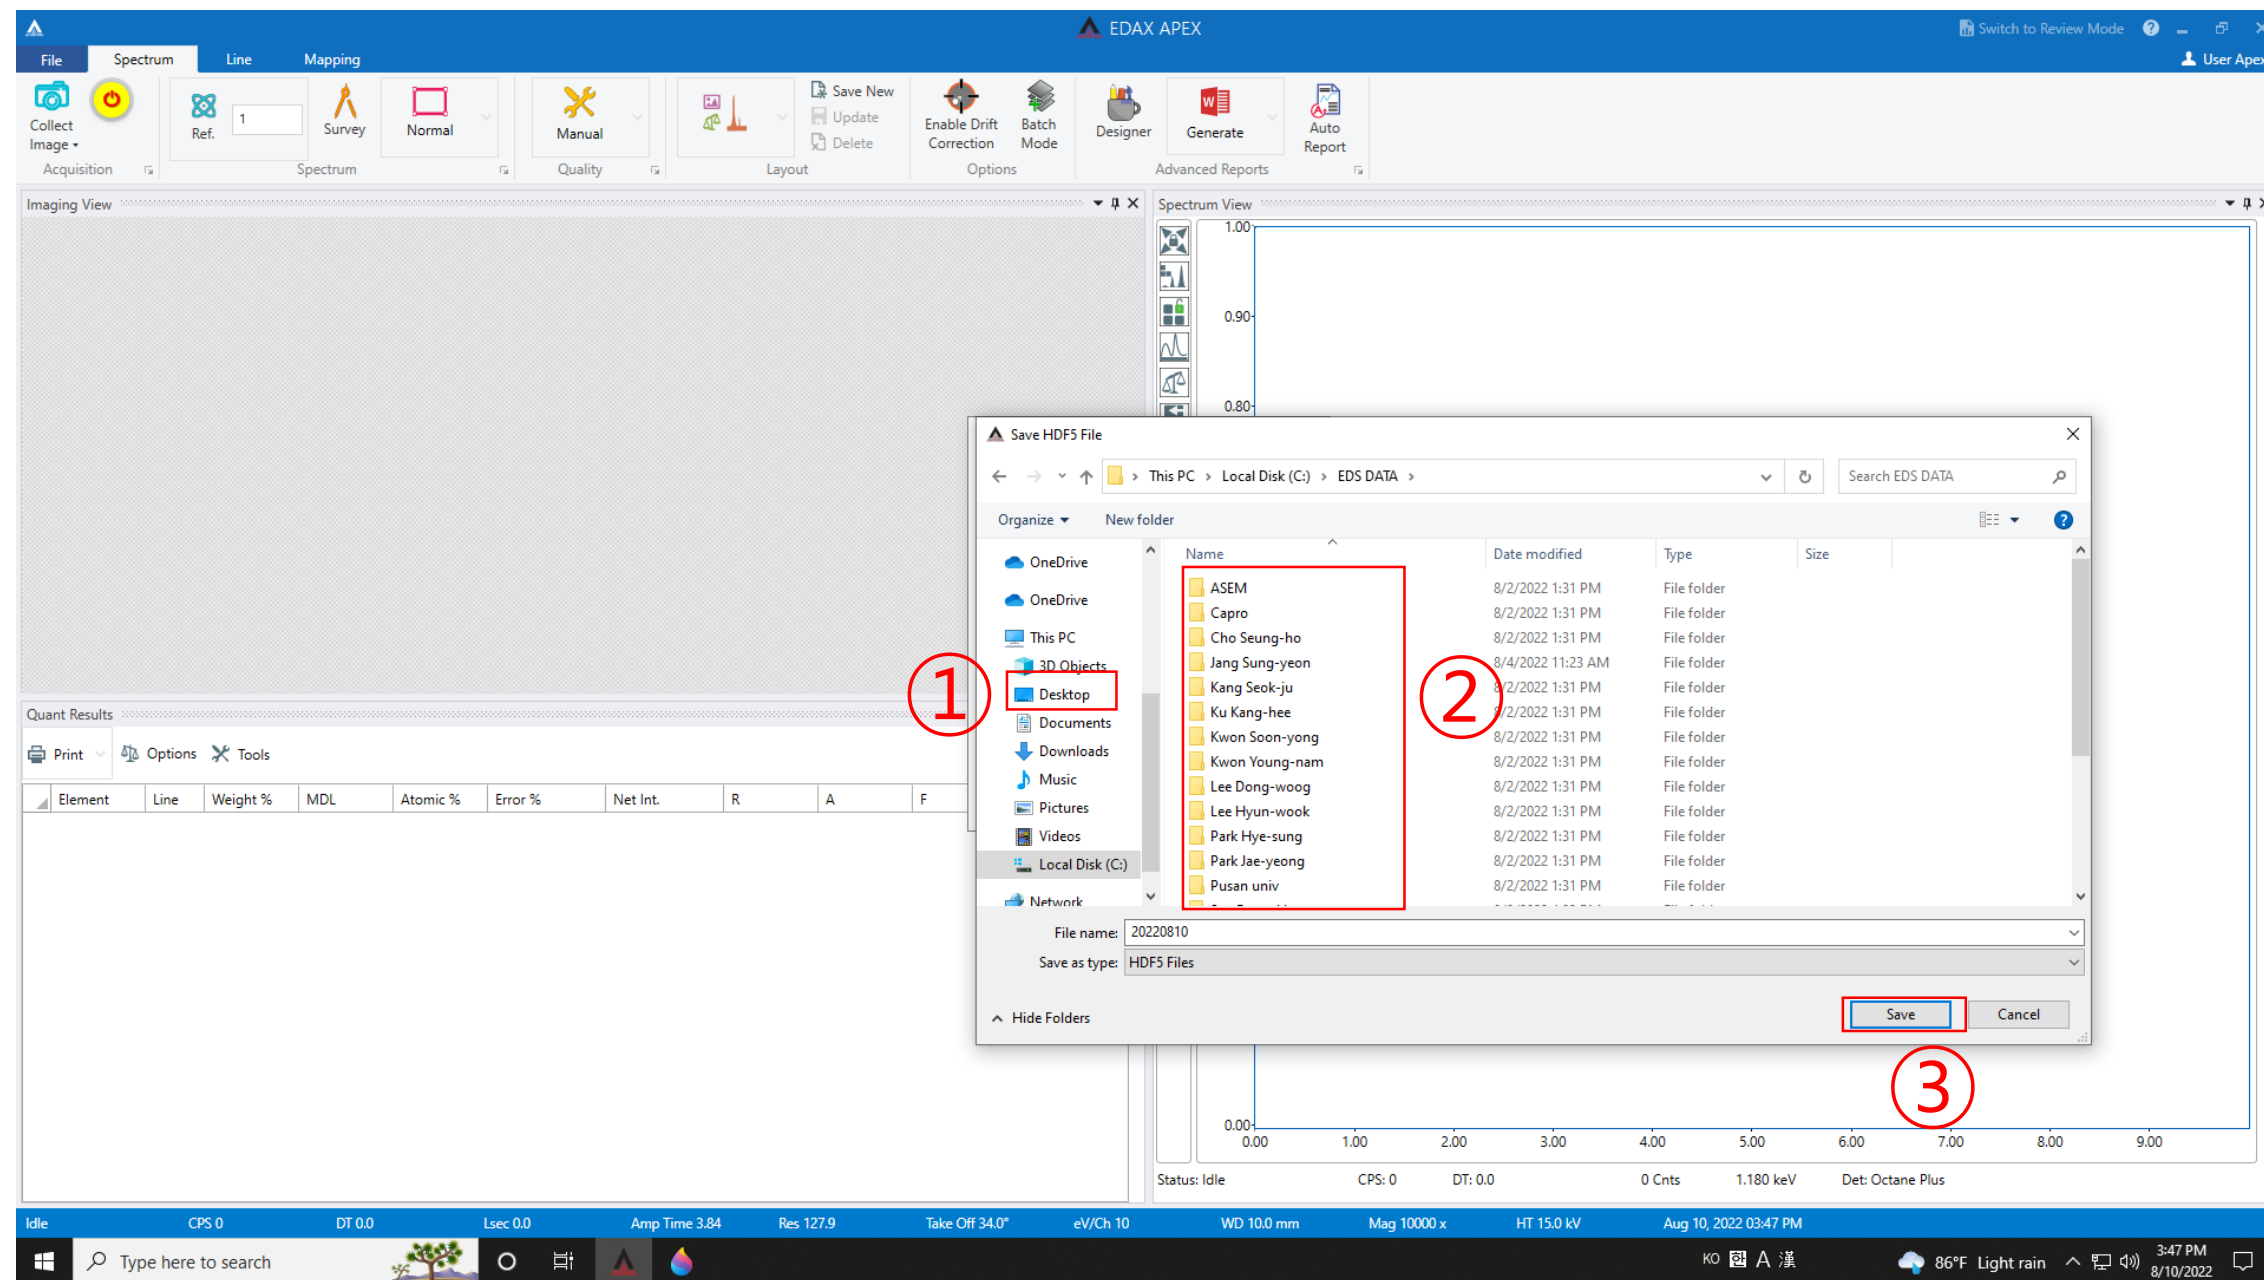 EDAX APEX
Switch to Review Mode
File Spectrum Line Mapping
User Apex
Collect Image
Ref. 1
Survey
Normal
Manual
Save New
Update
Delete
Enable Drift Correction
Batch Mode
Designer
Generate
Auto Report
Acquisition Spectrum Quality Layout Options Advanced Reports
Imaging View
Spectrum View
1.00
0.90
0.80
Save HDF5 File
This PC > Local Disk (C:) > EDS DATA >
Search EDS DATA
Organize New folder
Name Date modified Type Size
OneDrive
OneDrive
This PC
3D Objects
Desktop
Documents
Downloads
Music
Pictures
Videos
Local Disk (C:)
Network
①
②
ASEM 8/2/2022 1:31 PM File folder
Capro 8/2/2022 1:31 PM File folder
Cho Seung-ho 8/2/2022 1:31 PM File folder
Jang Sung-yeon 8/4/2022 11:23 AM File folder
Kang Seok-ju 8/2/2022 1:31 PM File folder
Ku Kang-hee 8/2/2022 1:31 PM File folder
Kwon Soon-yong 8/2/2022 1:31 PM File folder
Kwon Young-nam 8/2/2022 1:31 PM File folder
Lee Dong-woog 8/2/2022 1:31 PM File folder
Lee Hyun-wook 8/2/2022 1:31 PM File folder
Park Hye-sung 8/2/2022 1:31 PM File folder
Park Jae-yeong 8/2/2022 1:31 PM File folder
Pusan univ 8/2/2022 1:31 PM File folder
File name: 20220810
Save as type: HDF5 Files
Hide Folders
Save Cancel
③
Quant Results
Print Options Tools
Element Line Weight % MDL Atomic % Error % Net Int. R A F
0.00
0.00 1.00 2.00 3.00 4.00 5.00 6.00 7.00 8.00 9.00
Status: Idle CPS: 0 DT: 0.0 0 Cnts 1.180 keV Det: Octane Plus
Idle CPS 0 DT 0.0 Lsec 0.0 Amp Time 3.84 Res 127.9 Take Off 34.0° eV/Ch 10 WD 10.0 mm Mag 10000 x HT 15.0 kV Aug 10, 2022 03:47 PM
Type here to search
KO A 漢
86°F Light rain
3:47 PM
8/10/2022